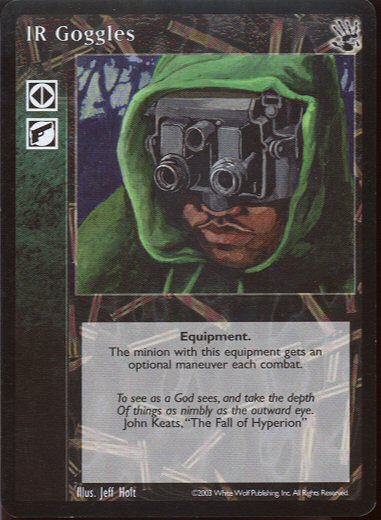 IR Goggles
Equipment.
The minion with this equipment gets an
optional maneuver each combat.
To see as a God sees, and take the depth
Of things as nimbly as the outward eye.
John Keats, "The Fall of Hyperion"
Illus. Jeff Holt
©2003 White Wolf Publishing, Inc. All Rights Reserved.